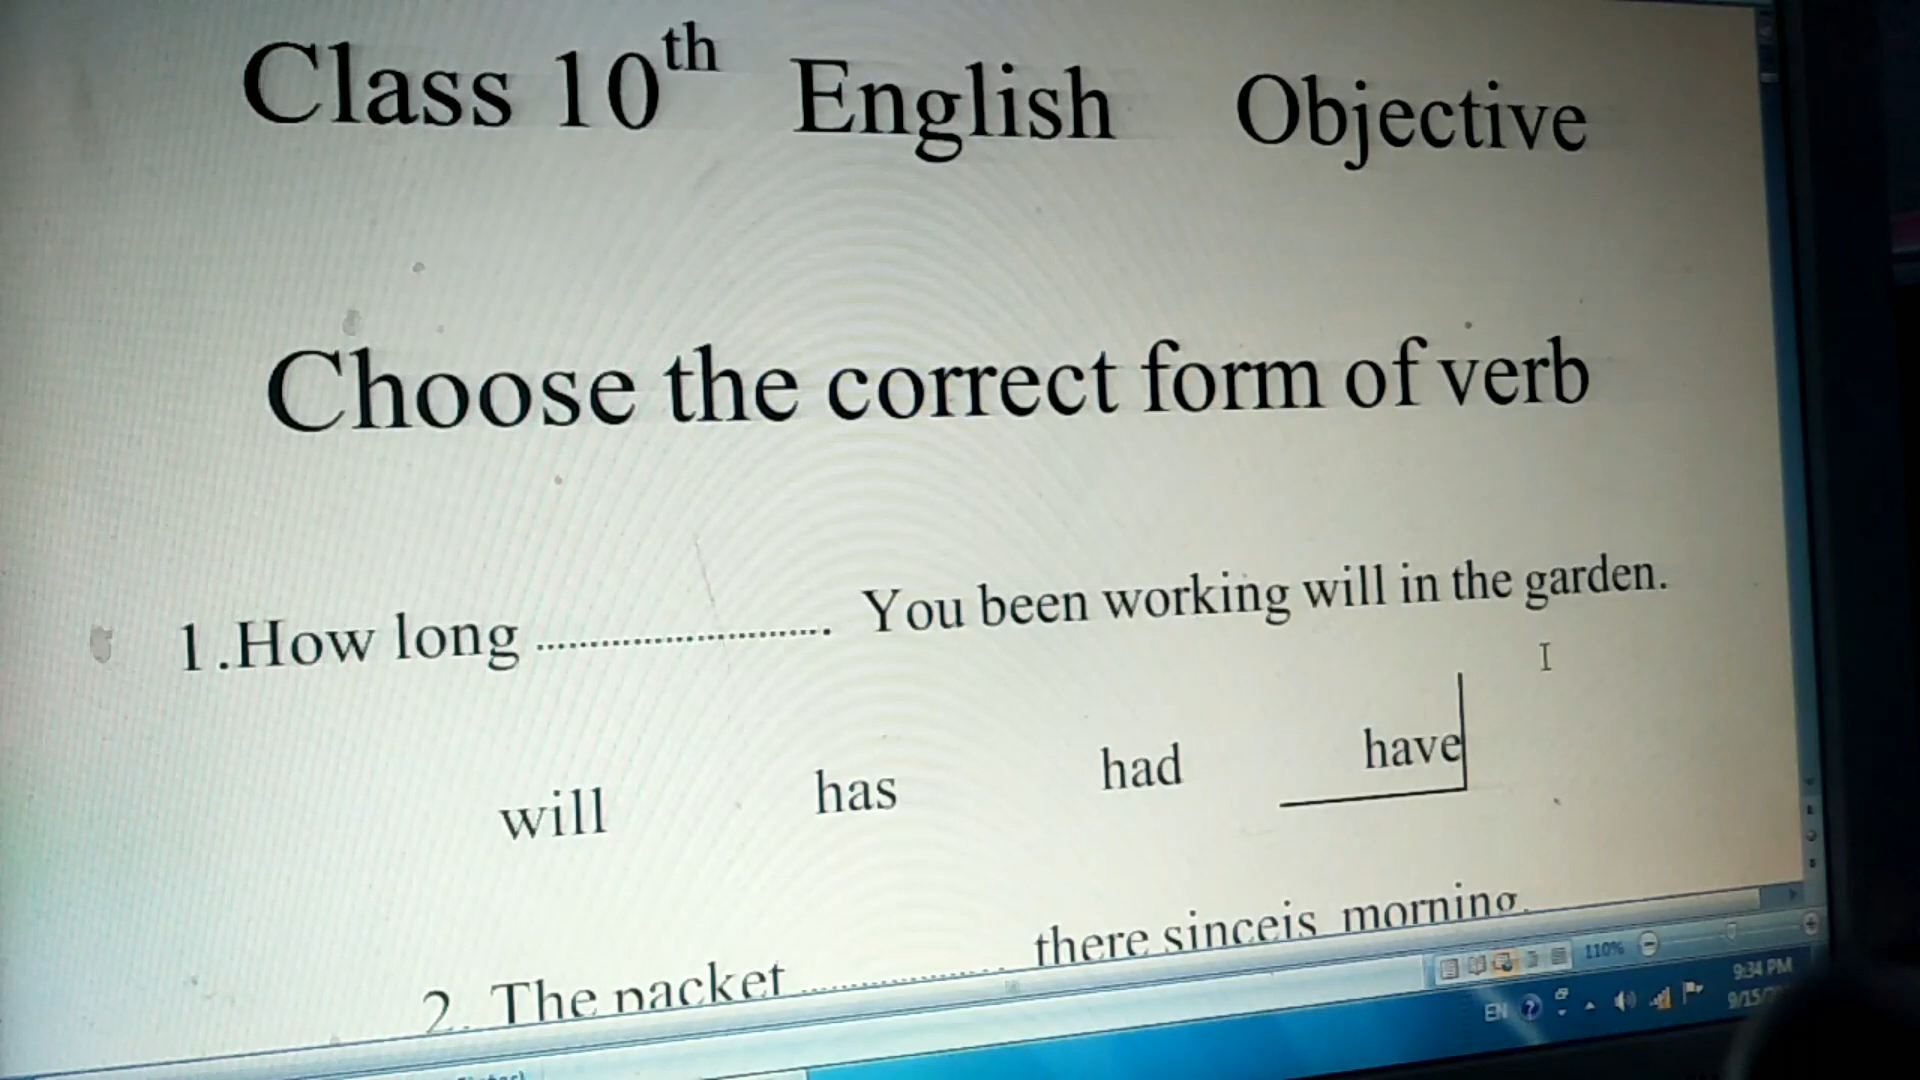 Class 10th English Objective
Choose the correct form of verb
1.How long ............................ You been working will in the garden.
will has had have
2. The packet .................... there sinceis morning.
110%
EN 9:34 PM